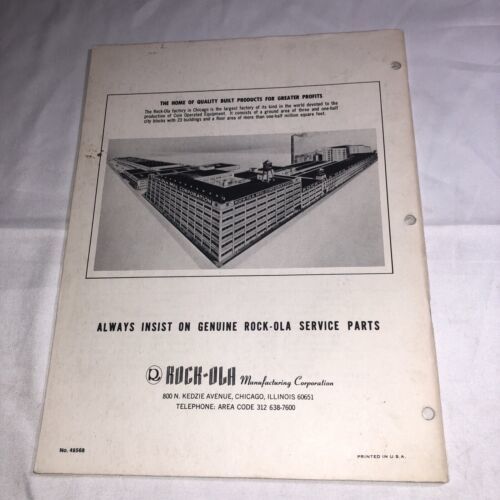 THE HOME OF QUALITY BUILT PRODUCTS FOR GREATER PROFITS
The Rock-Ola factory in Chicago is the largest factory of its kind in the world devoted to the
production of Coin Operated Equipment. It consists of a ground area of three and one-half
city blocks with 23 buildings and a floor area of more than one-half million square feet.
ALWAYS INSIST ON GENUINE ROCK-OLA SERVICE PARTS
ROCK-OLA Manufacturing Corporation
800 N. KEDZIE AVENUE, CHICAGO, ILLINOIS 60651
TELEPHONE: AREA CODE 312 638-7600
No. 48568
PRINTED IN U.S.A.